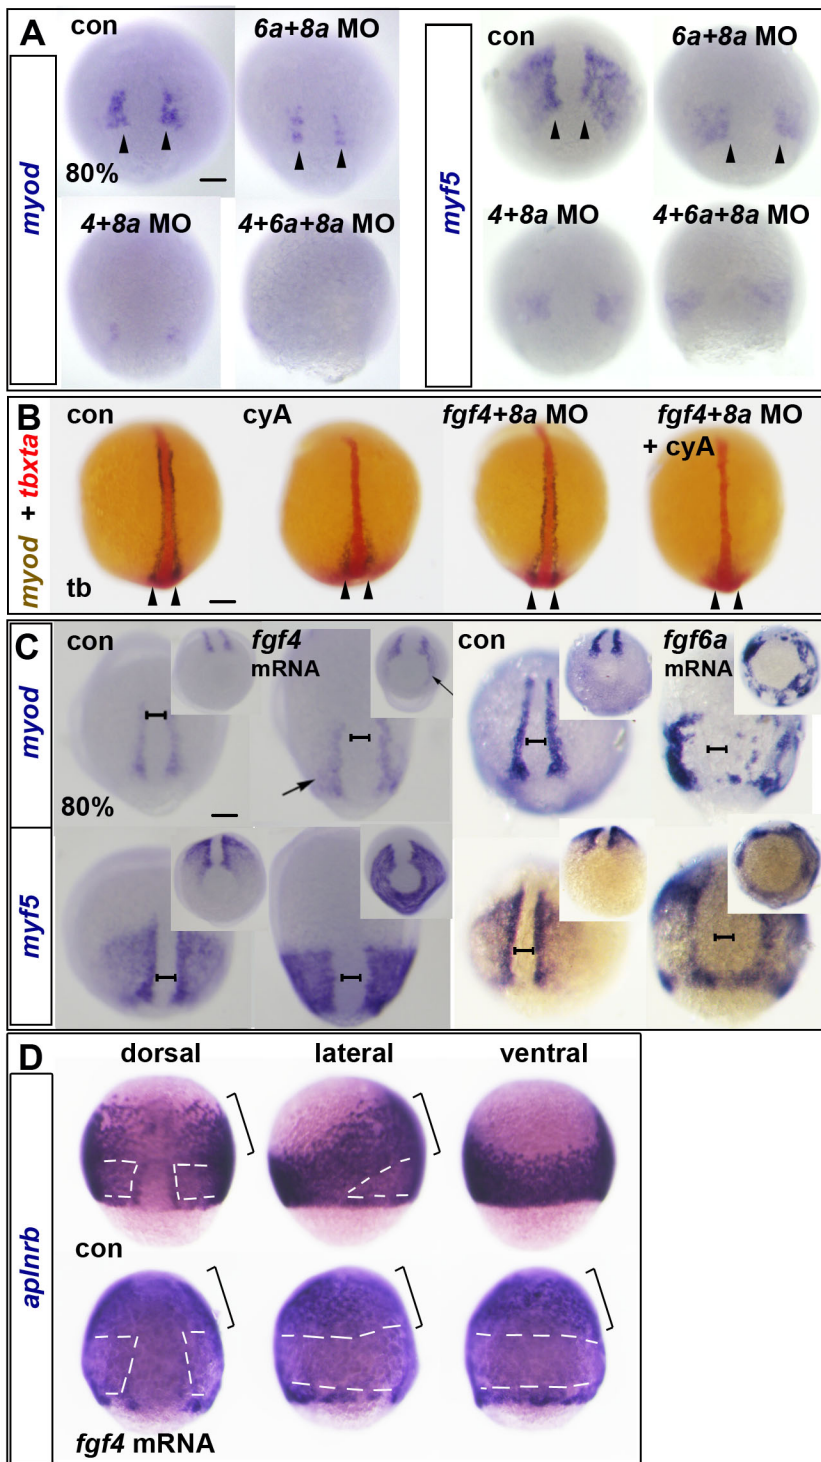 A
con
6a+8a MO
myod
80%
4+8a MO
4+6a+8a MO
con
6a+8a MO
myf5
4+8a MO
4+6a+8a MO
B
con
cyA
fgf4+8a MO
fgf4+8a MO
+ cyA
myod + tbxta
tb
C
con
fgf4
mRNA
con
fgf6a
mRNA
myod
80%
myf5
D
dorsal
lateral
ventral
aplnrb
con
fgf4 mRNA